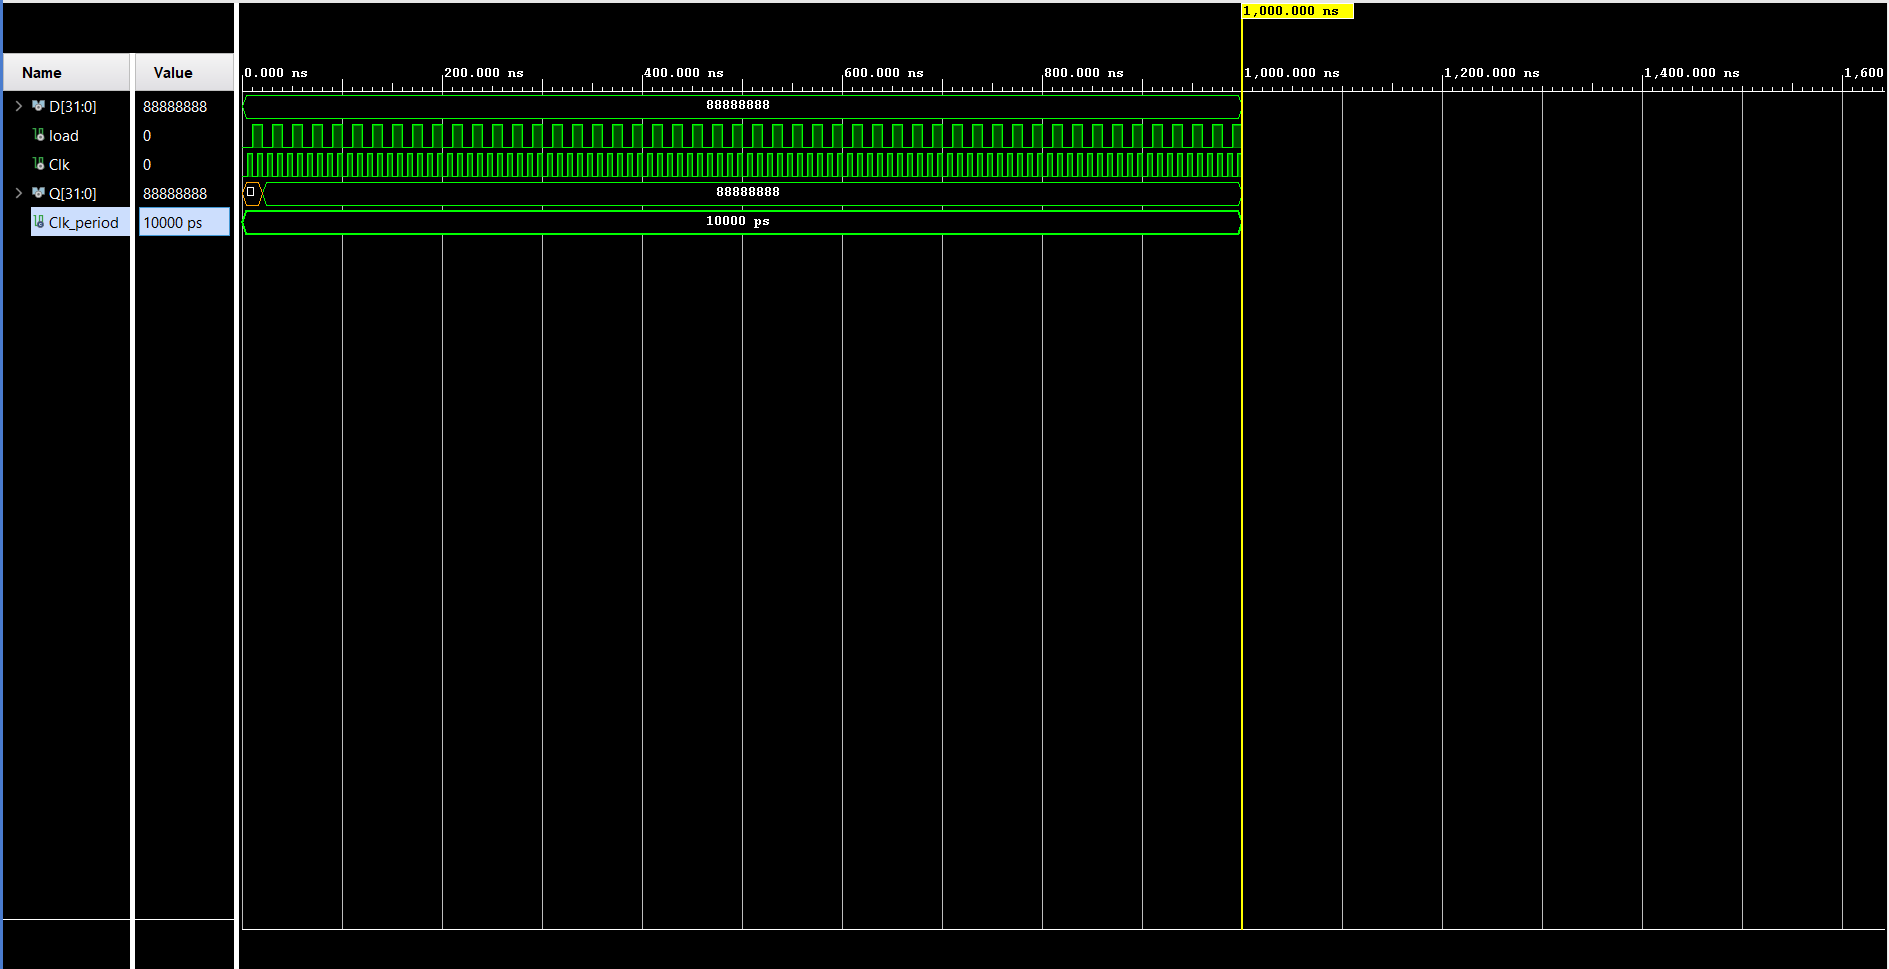 1,000.000 ns
Name Value
0.000 ns 200.000 ns 400.000 ns 600.000 ns 800.000 ns 1,000.000 ns 1,200.000 ns 1,400.000 ns 1,600
D[31:0] 88888888 88888888
load 0
Clk 0
Q[31:0] 88888888 88888888
Clk_period 10000 ps 10000 ps